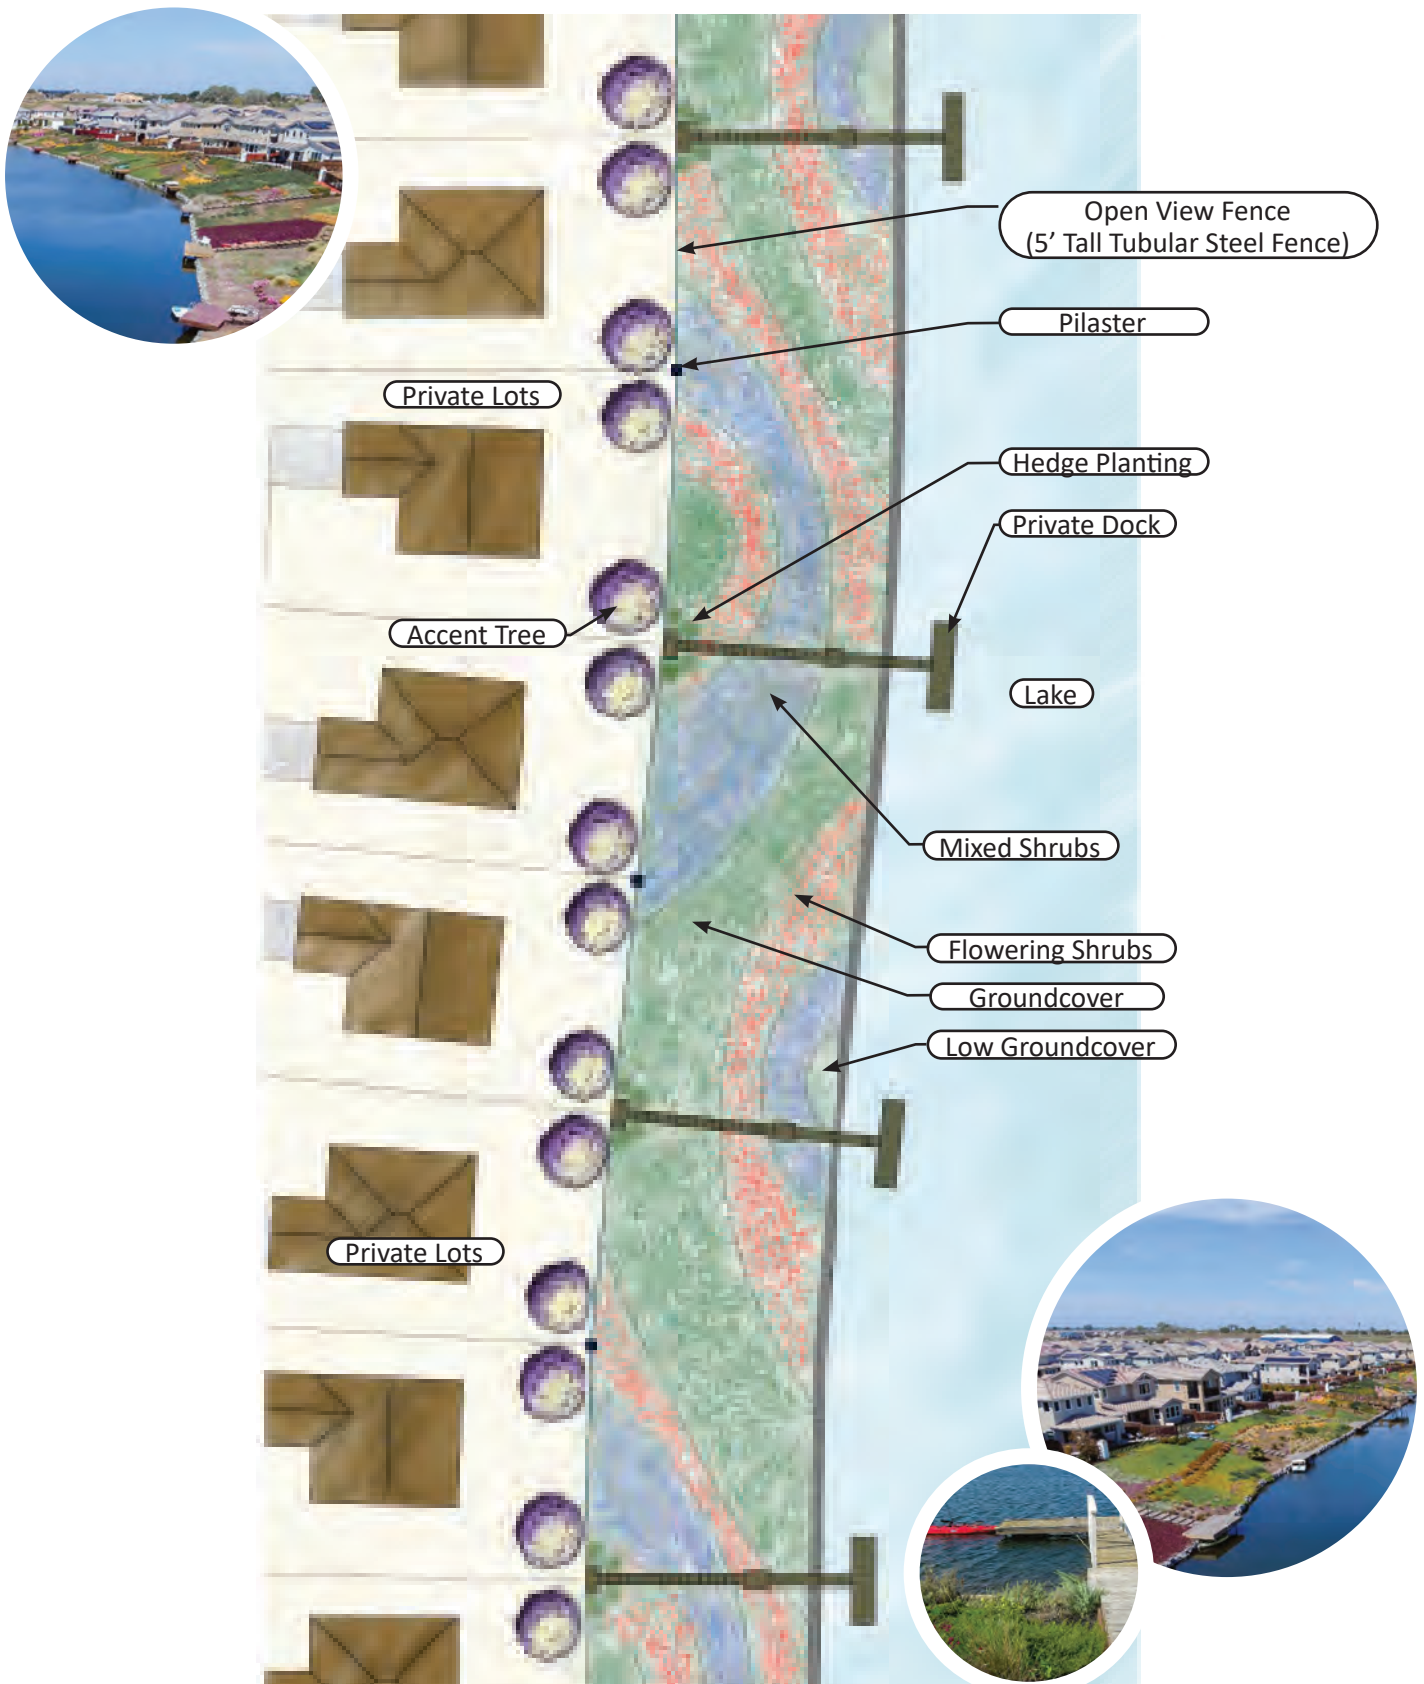 Open View Fence
(5’ Tall Tubular Steel Fence)
Pilaster
Private Lots
Hedge Planting
Private Dock
Accent Tree
Lake
Mixed Shrubs
Flowering Shrubs
Groundcover
Low Groundcover
Private Lots